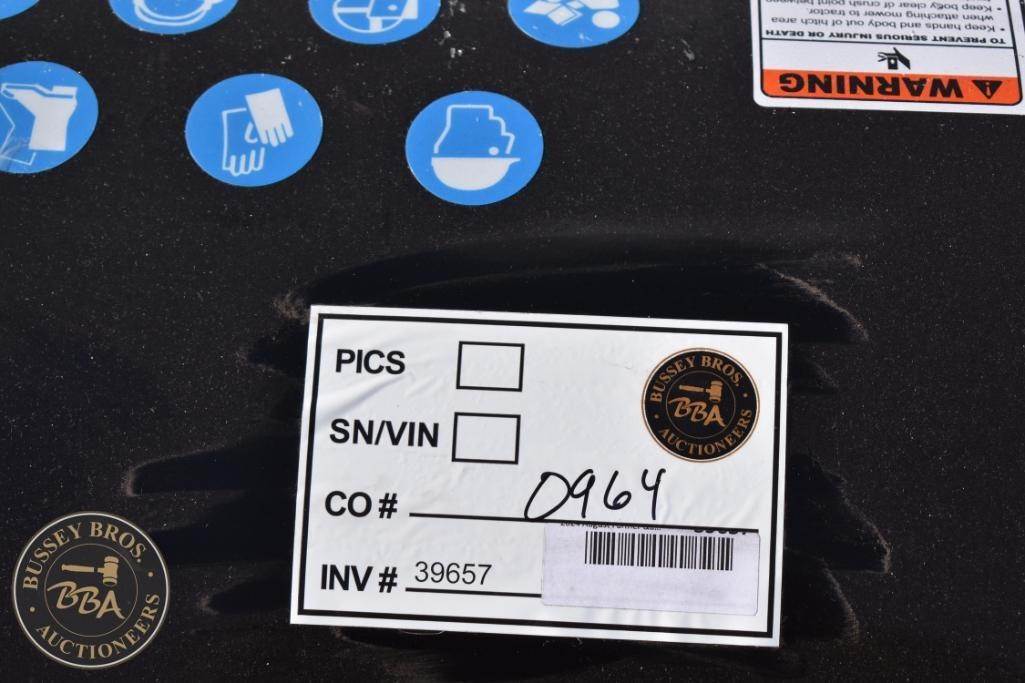 WARNING
TO PREVENT SERIOUS INJURY OR DEATH
• Keep hands and body out of hitch area
when attaching mower to tractor.
• Keep body clear of crush point between
PICS
SN/VIN
CO # 0964
INV # 39657
BUSSEY BROS.
BBA
AUCTIONEERS
BUSSEY BROS.
BBA
AUCTIONEERS